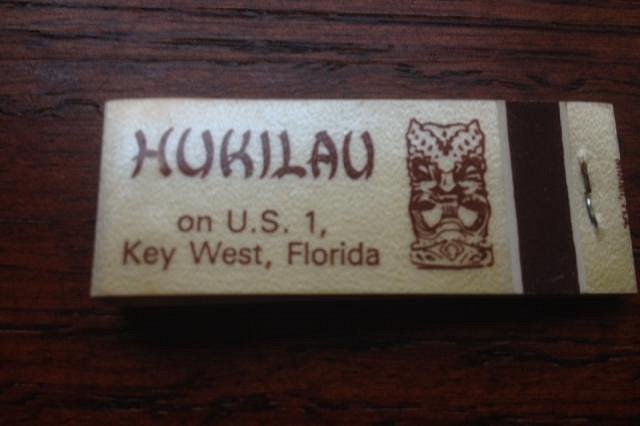 HUKILAU
on U.S. 1,
Key West, Florida